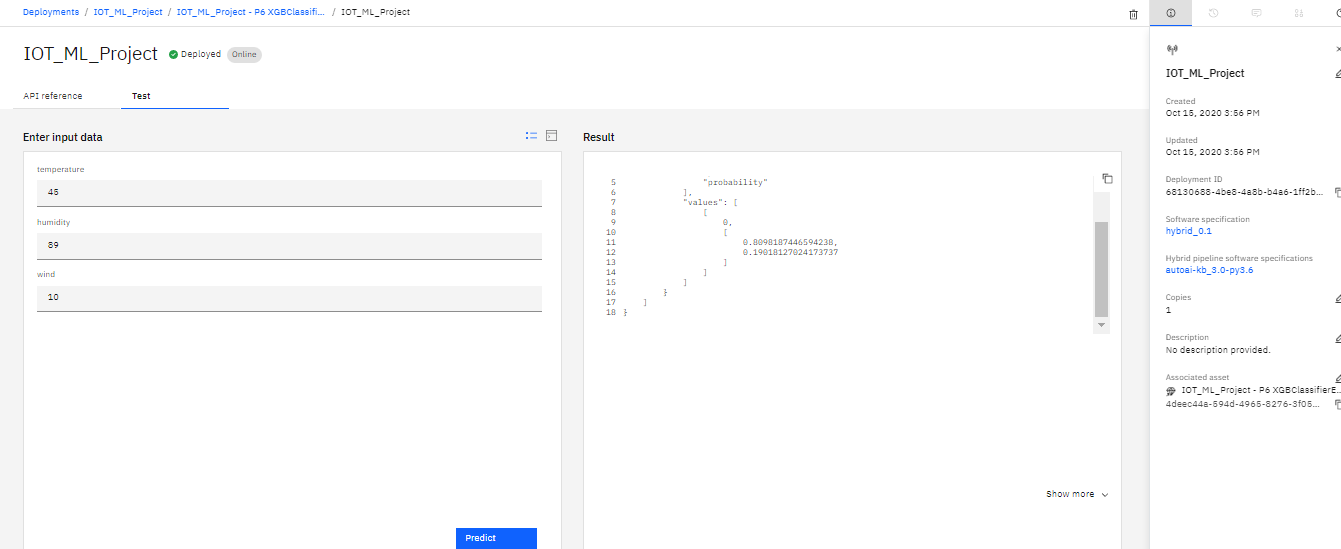 Deployments / IOT_ML_Project / IOT_ML_Project - P6 XGBClassifi... / IOT_ML_Project
IOT_ML_Project Deployed Online
API reference Test
Enter input data
temperature
45
humidity
89
wind
10
Predict
Result
5 "probability"
6 ],
7 "values": [
8 [
9 0,
10 [
11 0.8098187446594238,
12 0.19018127024173737
13 ]
14 ]
15 ]
16 }
17 ]
18 }
Show more
IOT_ML_Project
Created
Oct 15, 2020 3:56 PM
Updated
Oct 15, 2020 3:56 PM
Deployment ID
68130688-4be8-4a8b-b4a6-1ff2b...
Software specification
hybrid_0.1
Hybrid pipeline software specifications
autoai-kb_3.0-py3.6
Copies
1
Description
No description provided.
Associated asset
IOT_ML_Project - P6 XGBClassifierE...
4deec44a-594d-4965-8276-3f05...